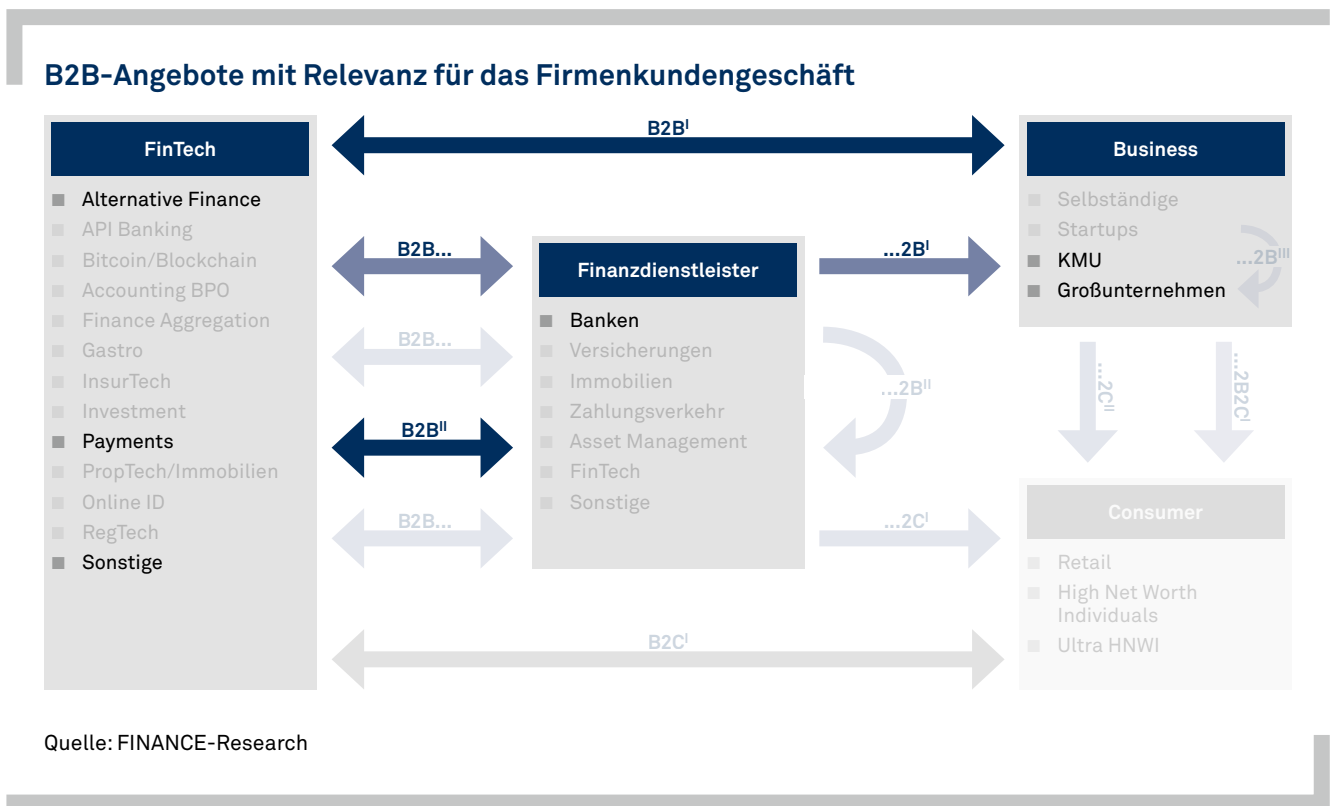 B2B-Angebote mit Relevanz für das Firmenkundengeschäft
FinTech
Alternative Finance
API Banking
Bitcoin/Blockchain
Accounting BPO
Finance Aggregation
Gastro
InsurTech
Investment
Payments
PropTech/Immobilien
Online ID
RegTech
Sonstige
B2Bᴵ
B2B...
B2B...
B2Bᴵᴵ
B2B...
B2Cᴵ
Finanzdienstleister
Banken
Versicherungen
Immobilien
Zahlungsverkehr
Asset Management
FinTech
Sonstige
...2Bᴵ
...2Bᴵᴵ
...2Cᴵ
Business
Selbständige
Startups
KMU
Großunternehmen
...2Bᴵᴵᴵ
...2Cᴵᴵ
...2B2Cᴵ
Consumer
Retail
High Net Worth
Individuals
Ultra HNWI
Quelle: FINANCE-Research